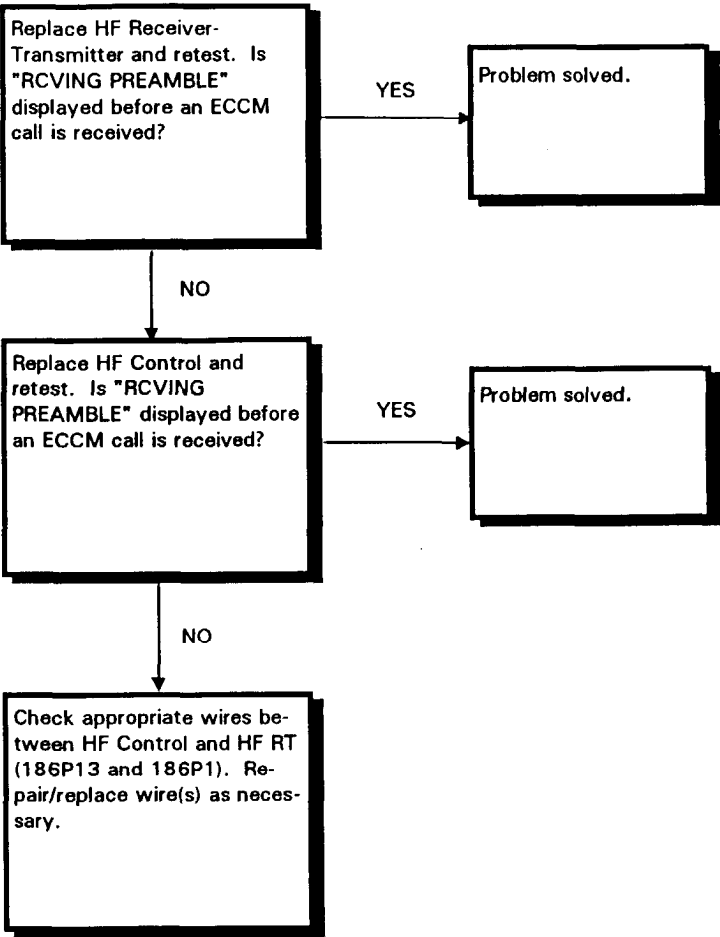 Replace HF Receiver-
Transmitter and retest. Is
"RCVING PREAMBLE"
displayed before an ECCM
call is received?
YES
Problem solved.
NO
Replace HF Control and
retest. Is "RCVING
PREAMBLE" displayed before
an ECCM call is received?
YES
Problem solved.
NO
Check appropriate wires be-
tween HF Control and HF RT
(186P13 and 186P1). Re-
pair/replace wire(s) as neces-
sary.